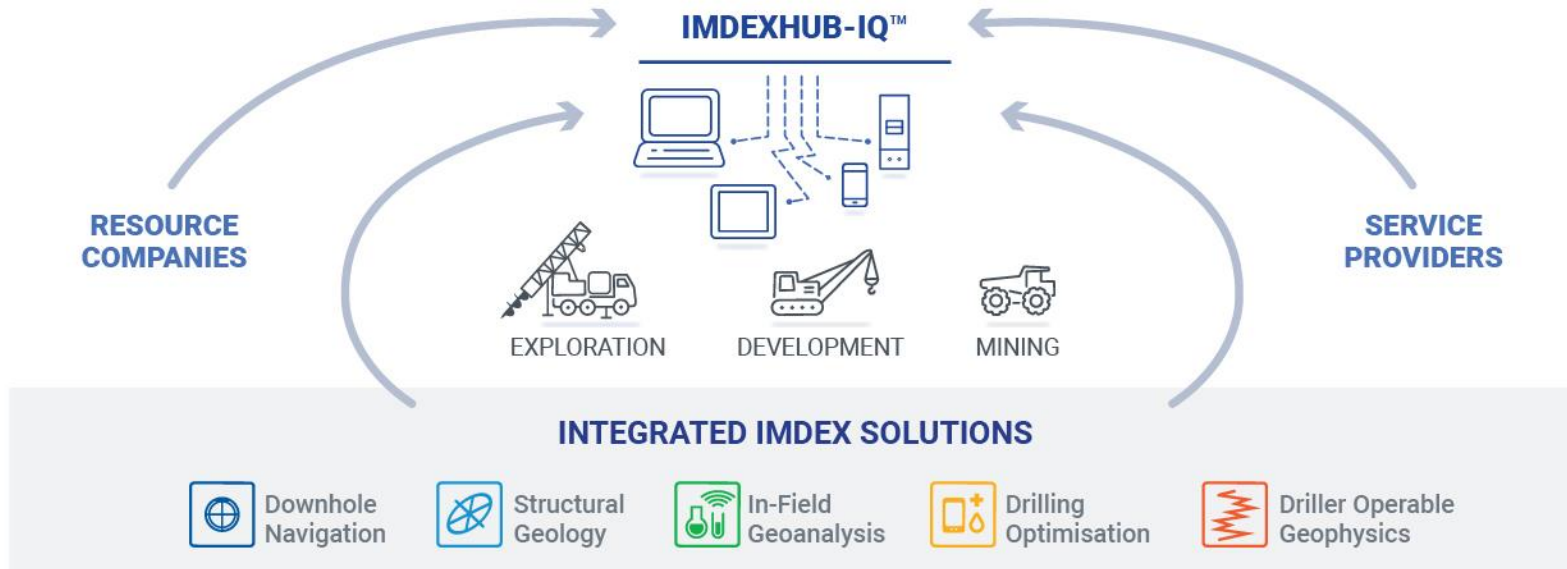 IMDEXHUB-IQ™
RESOURCE
COMPANIES
SERVICE
PROVIDERS
EXPLORATION
DEVELOPMENT
MINING
INTEGRATED IMDEX SOLUTIONS
Downhole
Navigation
Structural
Geology
In-Field
Geoanalysis
Drilling
Optimisation
Driller Operable
Geophysics